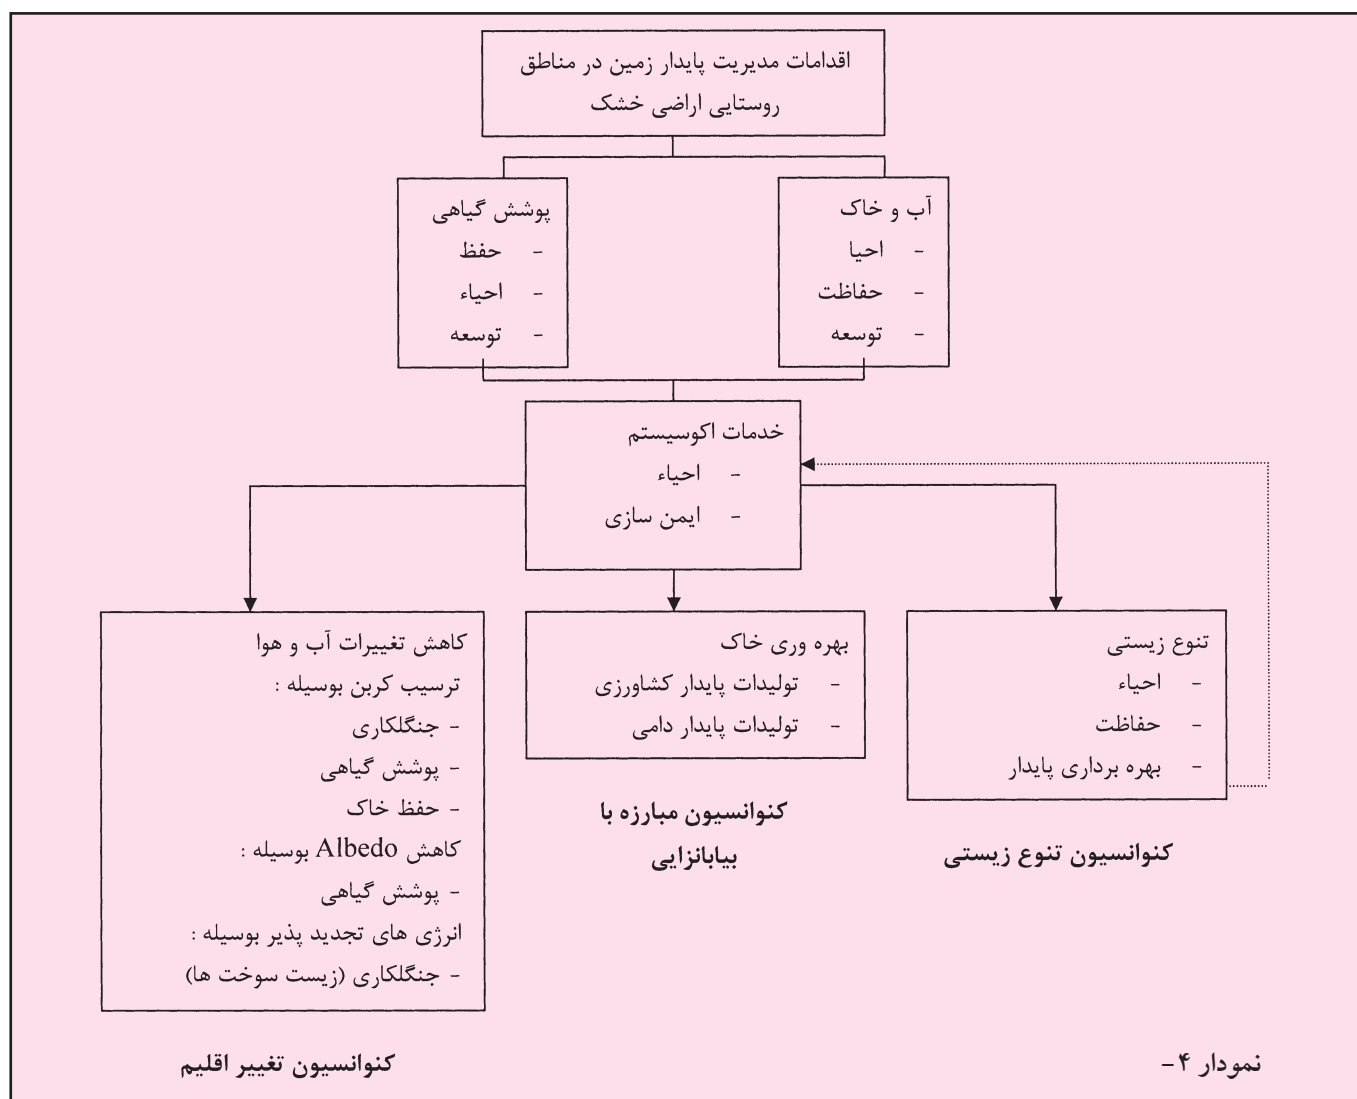 اقدامات مدیریت پایدار زمین در مناطق
روستایی اراضی خشک
آب و خاک
- احیا
- حفاظت
- توسعه
پوشش گیاهی
- حفظ
- احیاء
- توسعه
خدمات اکوسیستم
- احیاء
- ایمن سازی
تنوع زیستی
- احیاء
- حفاظت
- بهره برداری پایدار
کنوانسیون تنوع زیستی
بهره وری خاک
- تولیدات پایدار کشاورزی
- تولیدات پایدار دامی
کنوانسیون مبارزه با
بیابانزایی
کاهش تغییرات آب و هوا
ترسیب کربن بوسیله :
- جنگلکاری
- پوشش گیاهی
- حفظ خاک
کاهش Albedo بوسیله :
- پوشش گیاهی
انرژی های تجدید پذیر بوسیله :
- جنگلکاری (زیست سوخت ها)
کنوانسیون تغییر اقلیم
نمودار ۴-